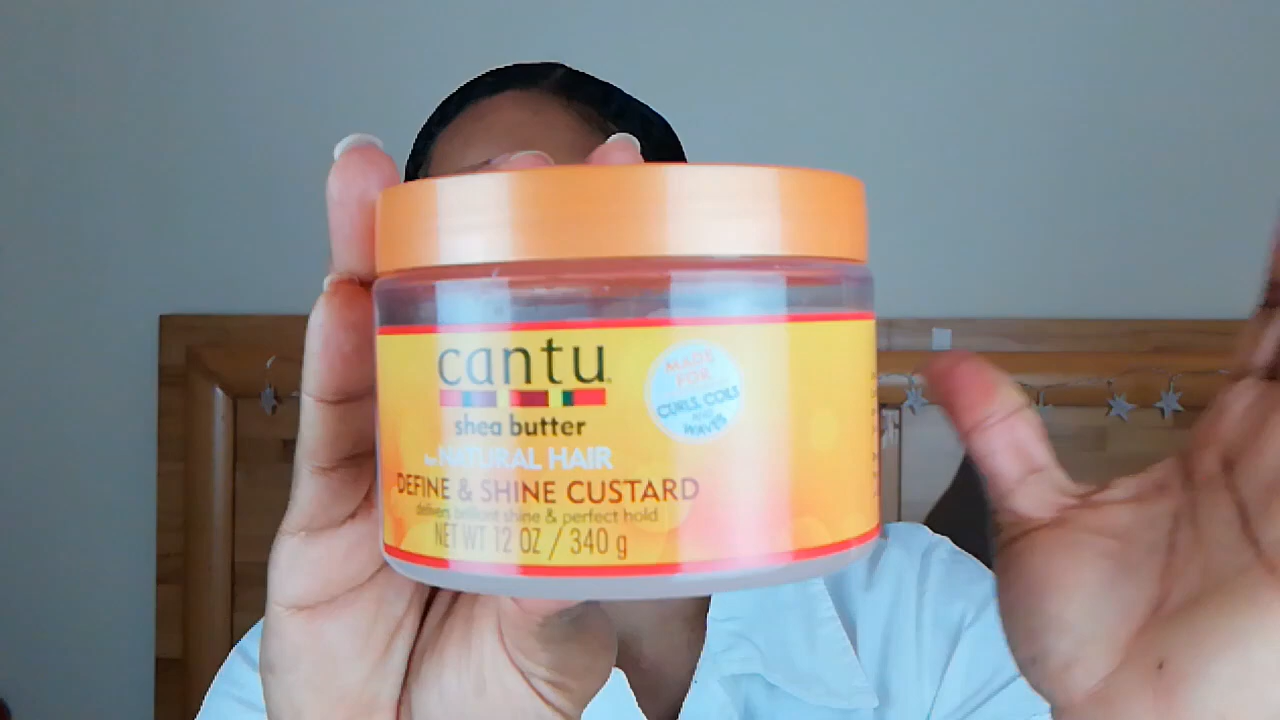 cantu
shea butter
for NATURAL HAIR
DEFINE & SHINE CUSTARD
delivers brilliant shine & perfect hold
NET WT 12 OZ / 340 g
MADE
FOR
CURLS, COILS
AND
WAVES